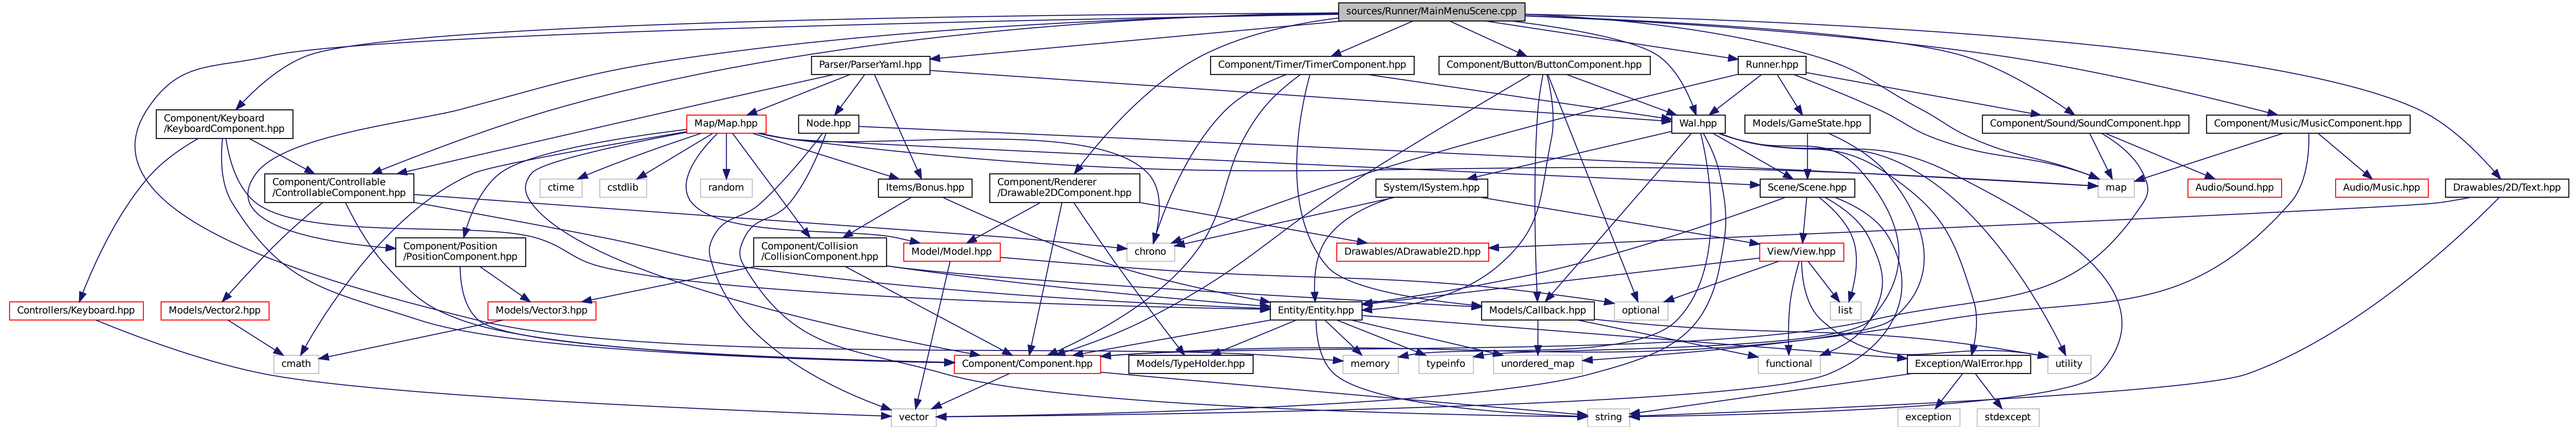 sources/Runner/MainMenuScene.cpp
Parser/ParserYaml.hpp
Component/Timer/TimerComponent.hpp
Component/Button/ButtonComponent.hpp
Runner.hpp
Component/Keyboard
/KeyboardComponent.hpp
Map/Map.hpp
Node.hpp
Wal.hpp
Models/GameState.hpp
Component/Sound/SoundComponent.hpp
Component/Music/MusicComponent.hpp
Component/Controllable
/ControllableComponent.hpp
ctime
cstdlib
random
Items/Bonus.hpp
Component/Renderer
/Drawable2DComponent.hpp
System/ISystem.hpp
Scene/Scene.hpp
map
Audio/Sound.hpp
Audio/Music.hpp
Drawables/2D/Text.hpp
Component/Position
/PositionComponent.hpp
Component/Collision
/CollisionComponent.hpp
Model/Model.hpp
chrono
Drawables/ADrawable2D.hpp
View/View.hpp
Controllers/Keyboard.hpp
Models/Vector2.hpp
Models/Vector3.hpp
Entity/Entity.hpp
Models/Callback.hpp
optional
list
cmath
Component/Component.hpp
Models/TypeHolder.hpp
memory
typeinfo
unordered_map
functional
Exception/WalError.hpp
utility
vector
string
exception
stdexcept